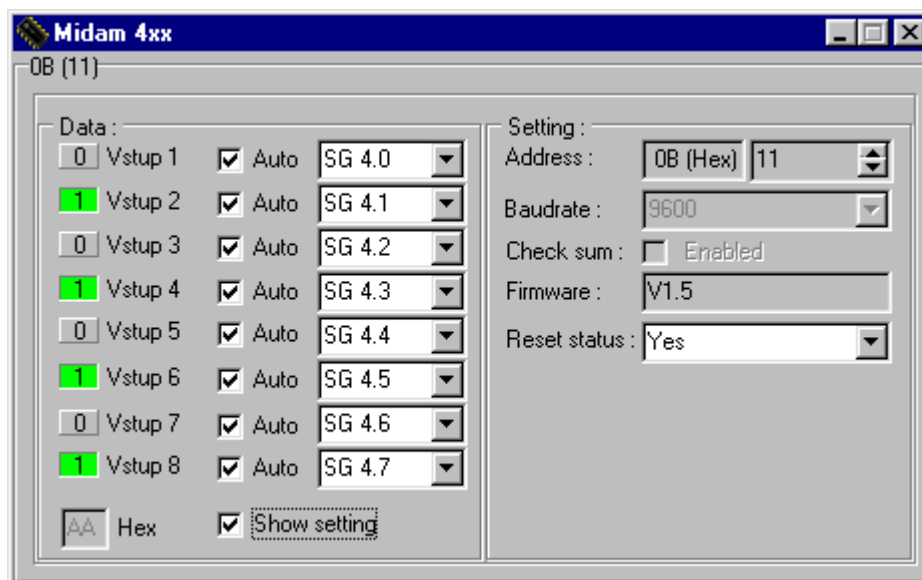 Midam 4xx
0B (11)
Data :
0 Vstup 1 Auto SG 4.0
1 Vstup 2 Auto SG 4.1
0 Vstup 3 Auto SG 4.2
1 Vstup 4 Auto SG 4.3
0 Vstup 5 Auto SG 4.4
1 Vstup 6 Auto SG 4.5
0 Vstup 7 Auto SG 4.6
1 Vstup 8 Auto SG 4.7
AA Hex Show setting
Setting :
Address : 0B (Hex) 11
Baudrate : 9600
Check sum : Enabled
Firmware : V1.5
Reset status : Yes